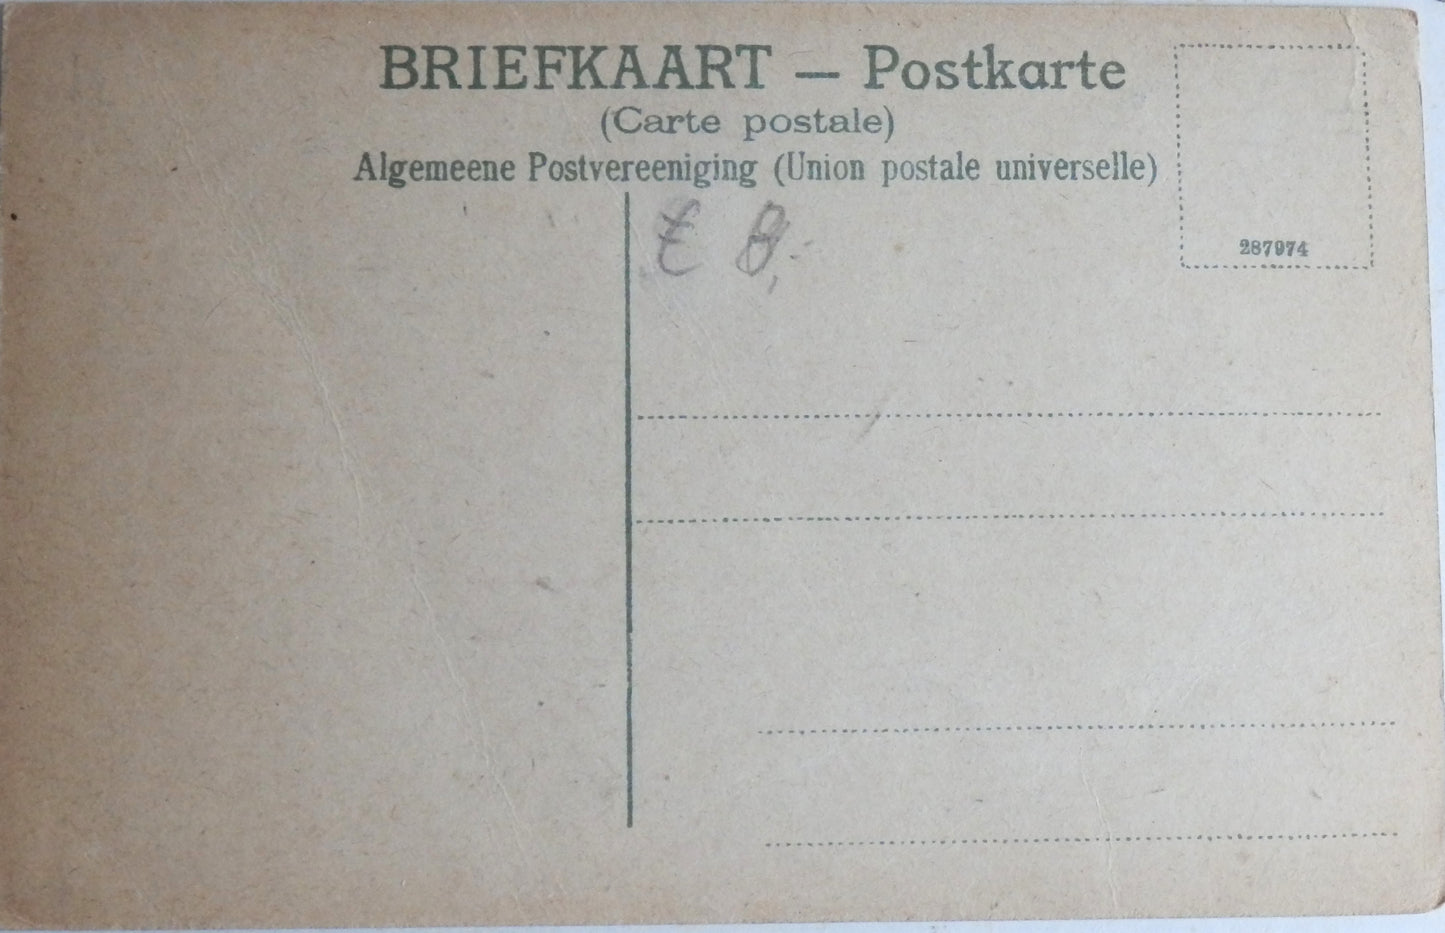 BRIEFKAART — Postkarte
(Carte postale)
Algemeene Postvereeniging (Union postale universelle)
€ 8,-
287974